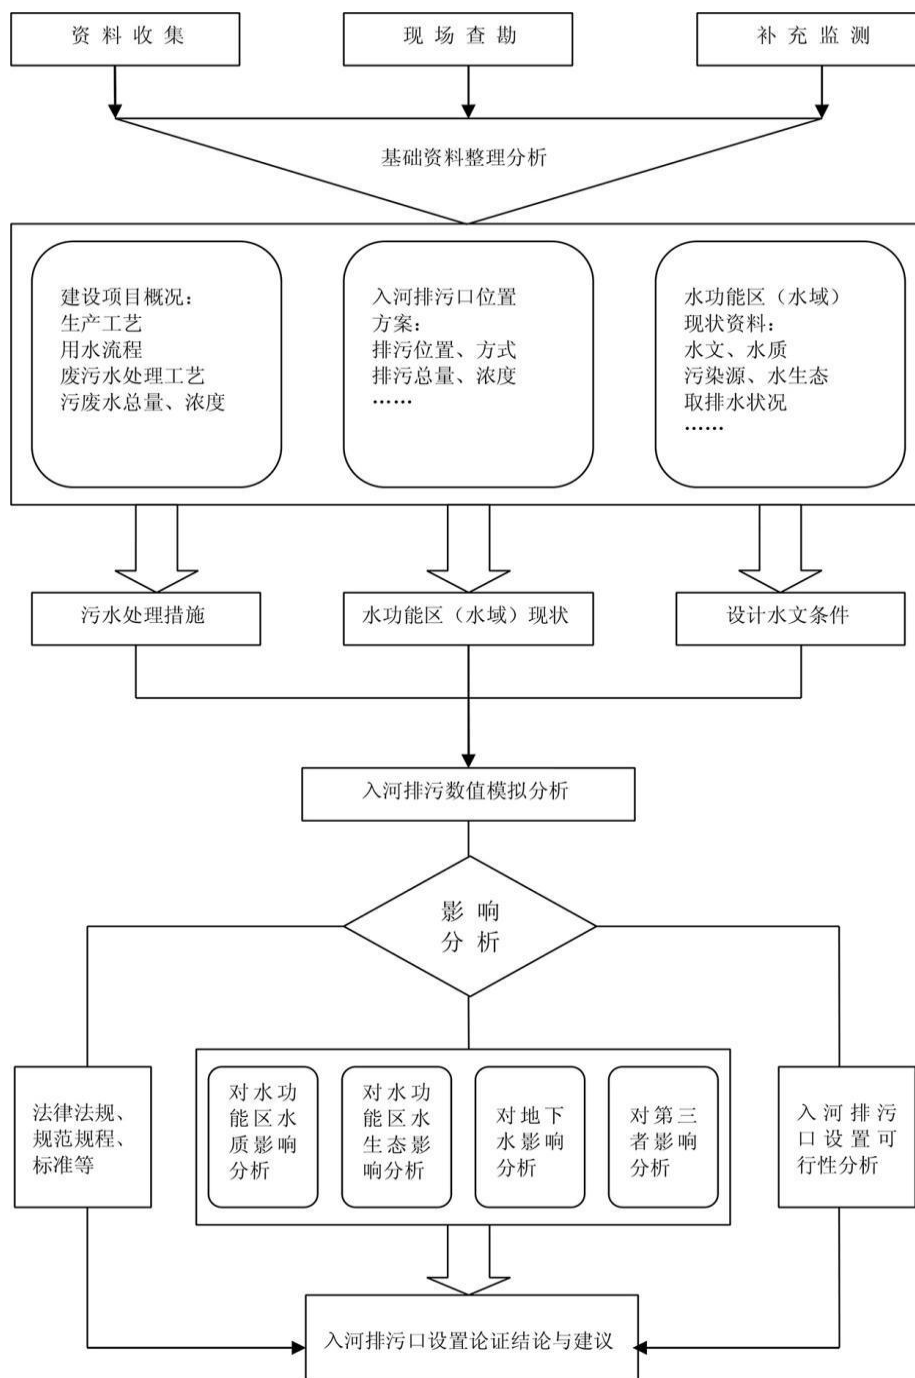 资料收集
现场查勘
补充监测
基础资料整理分析
建设项目概况：
生产工艺
用水流程
废污水处理工艺
污废水总量、浓度
入河排污口位置
方案：
排污位置、方式
排污总量、浓度
……
水功能区（水域）
现状资料：
水文、水质
污染源、水生态
取排水状况
……
污水处理措施
水功能区（水域）现状
设计水文条件
入河排污数值模拟分析
影响
分析
法律法规、
规范规程、
标准等
对水功
能区水
质影响
分析
对水功
能区水
生态影
响分析
对地下
水影响
分析
对第三
者影响
分析
入河排污
口设置可
行性分析
入河排污口设置论证结论与建议